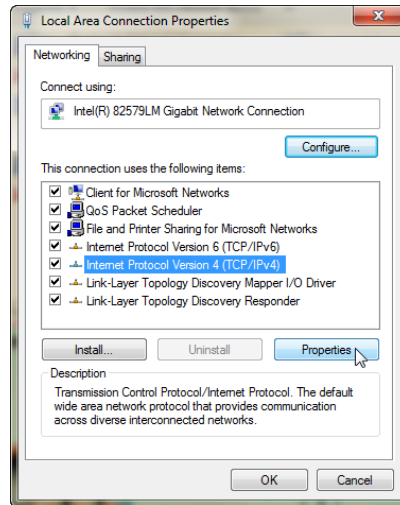 Local Area Connection Properties
Networking
Sharing
Connect using:
Intel(R) 82579LM Gigabit Network Connection
Configure...
This connection uses the following items:
Client for Microsoft Networks
QoS Packet Scheduler
File and Printer Sharing for Microsoft Networks
Internet Protocol Version 6 (TCP/IPv6)
Internet Protocol Version 4 (TCP/IPv4)
Link-Layer Topology Discovery Mapper I/O Driver
Link-Layer Topology Discovery Responder
Install...
Uninstall
Properties
Description
Transmission Control Protocol/Internet Protocol. The default
wide area network protocol that provides communication
across diverse interconnected networks.
OK
Cancel